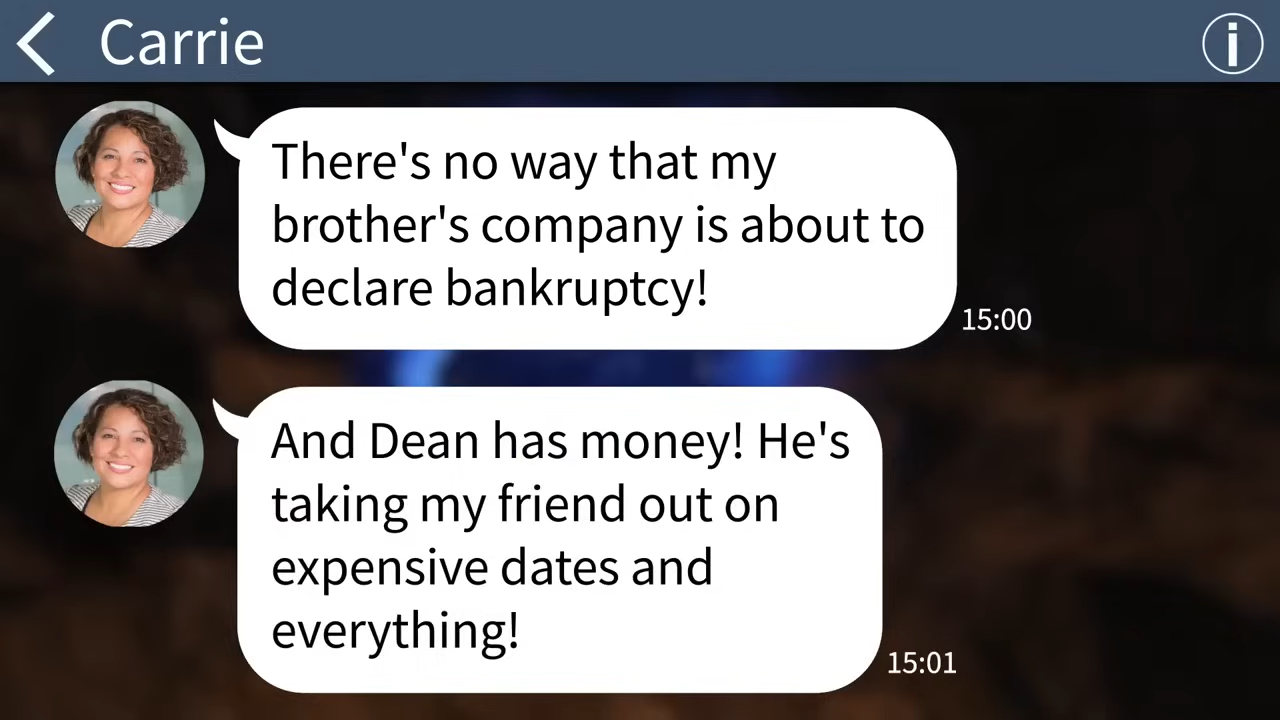 Carrie
There's no way that my
brother's company is about to
declare bankruptcy!
15:00
And Dean has money! He's
taking my friend out on
expensive dates and
everything!
15:01